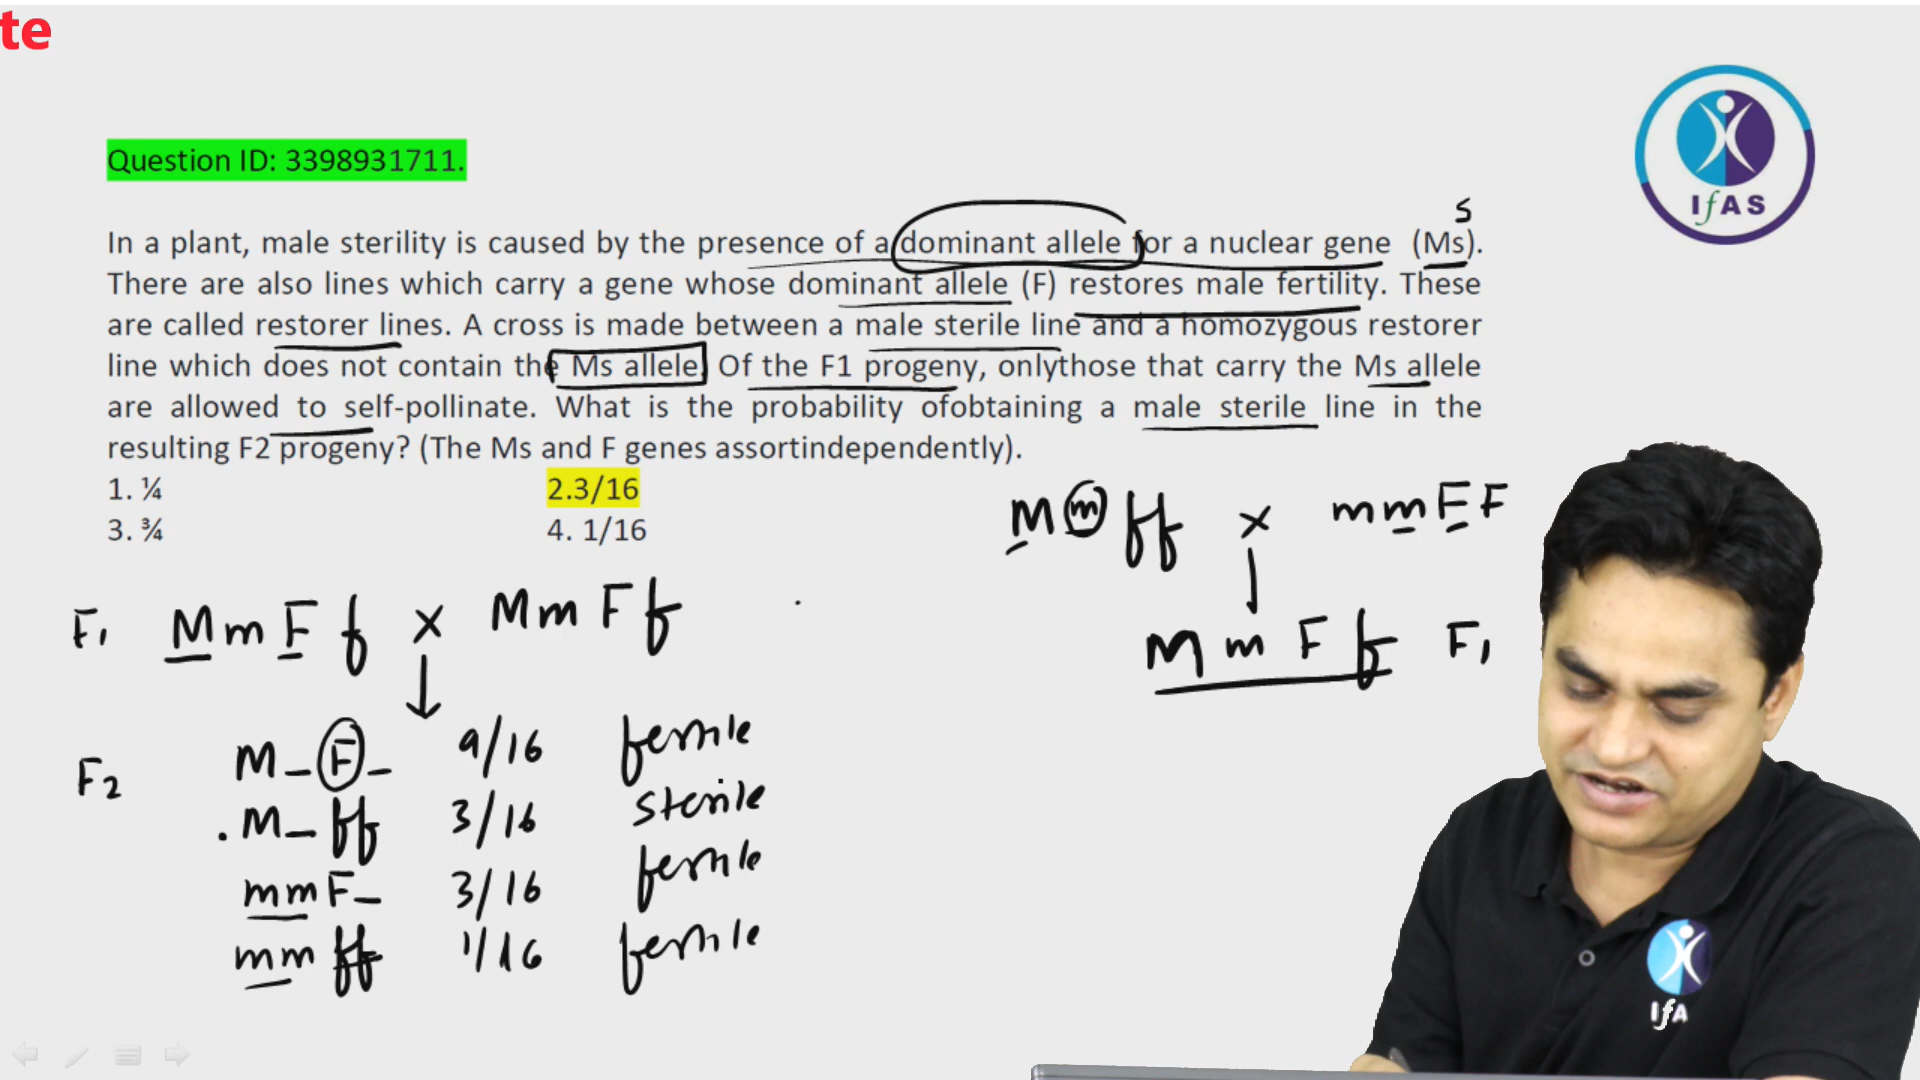 te
IfAS
Question ID: 3398931711.
S
In a plant, male sterility is caused by the presence of a dominant allele for a nuclear gene (Ms).
There are also lines which carry a gene whose dominant allele (F) restores male fertility. These
are called restorer lines. A cross is made between a male sterile line and a homozygous restorer
line which does not contain the Ms allele. Of the F1 progeny, onlythose that carry the Ms allele
are allowed to self-pollinate. What is the probability ofobtaining a male sterile line in the
resulting F2 progeny? (The Ms and F genes assortindependently).
1. ¼ 2.3/16
3. ¾ 4. 1/16
M m ff × mmFF
M m F f F1
F1 M m F f × M m F f
F2 M_F_ 9/16 fertile
. M_ff 3/16 sterile
mmF_ 3/16 fertile
mmff 1/16 fertile
IfA